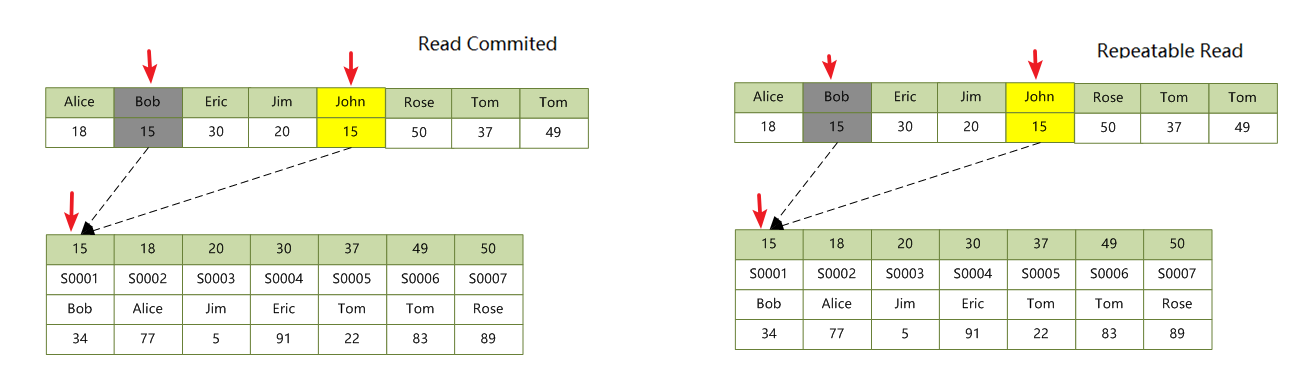 Read Commited
Alice Bob Eric Jim John Rose Tom Tom
18 15 30 20 15 50 37 49
15 18 20 30 37 49 50
S0001 S0002 S0003 S0004 S0005 S0006 S0007
Bob Alice Jim Eric Tom Tom Rose
34 77 5 91 22 83 89
Repeatable Read
Alice Bob Eric Jim John Rose Tom Tom
18 15 30 20 15 50 37 49
15 18 20 30 37 49 50
S0001 S0002 S0003 S0004 S0005 S0006 S0007
Bob Alice Jim Eric Tom Tom Rose
34 77 5 91 22 83 89